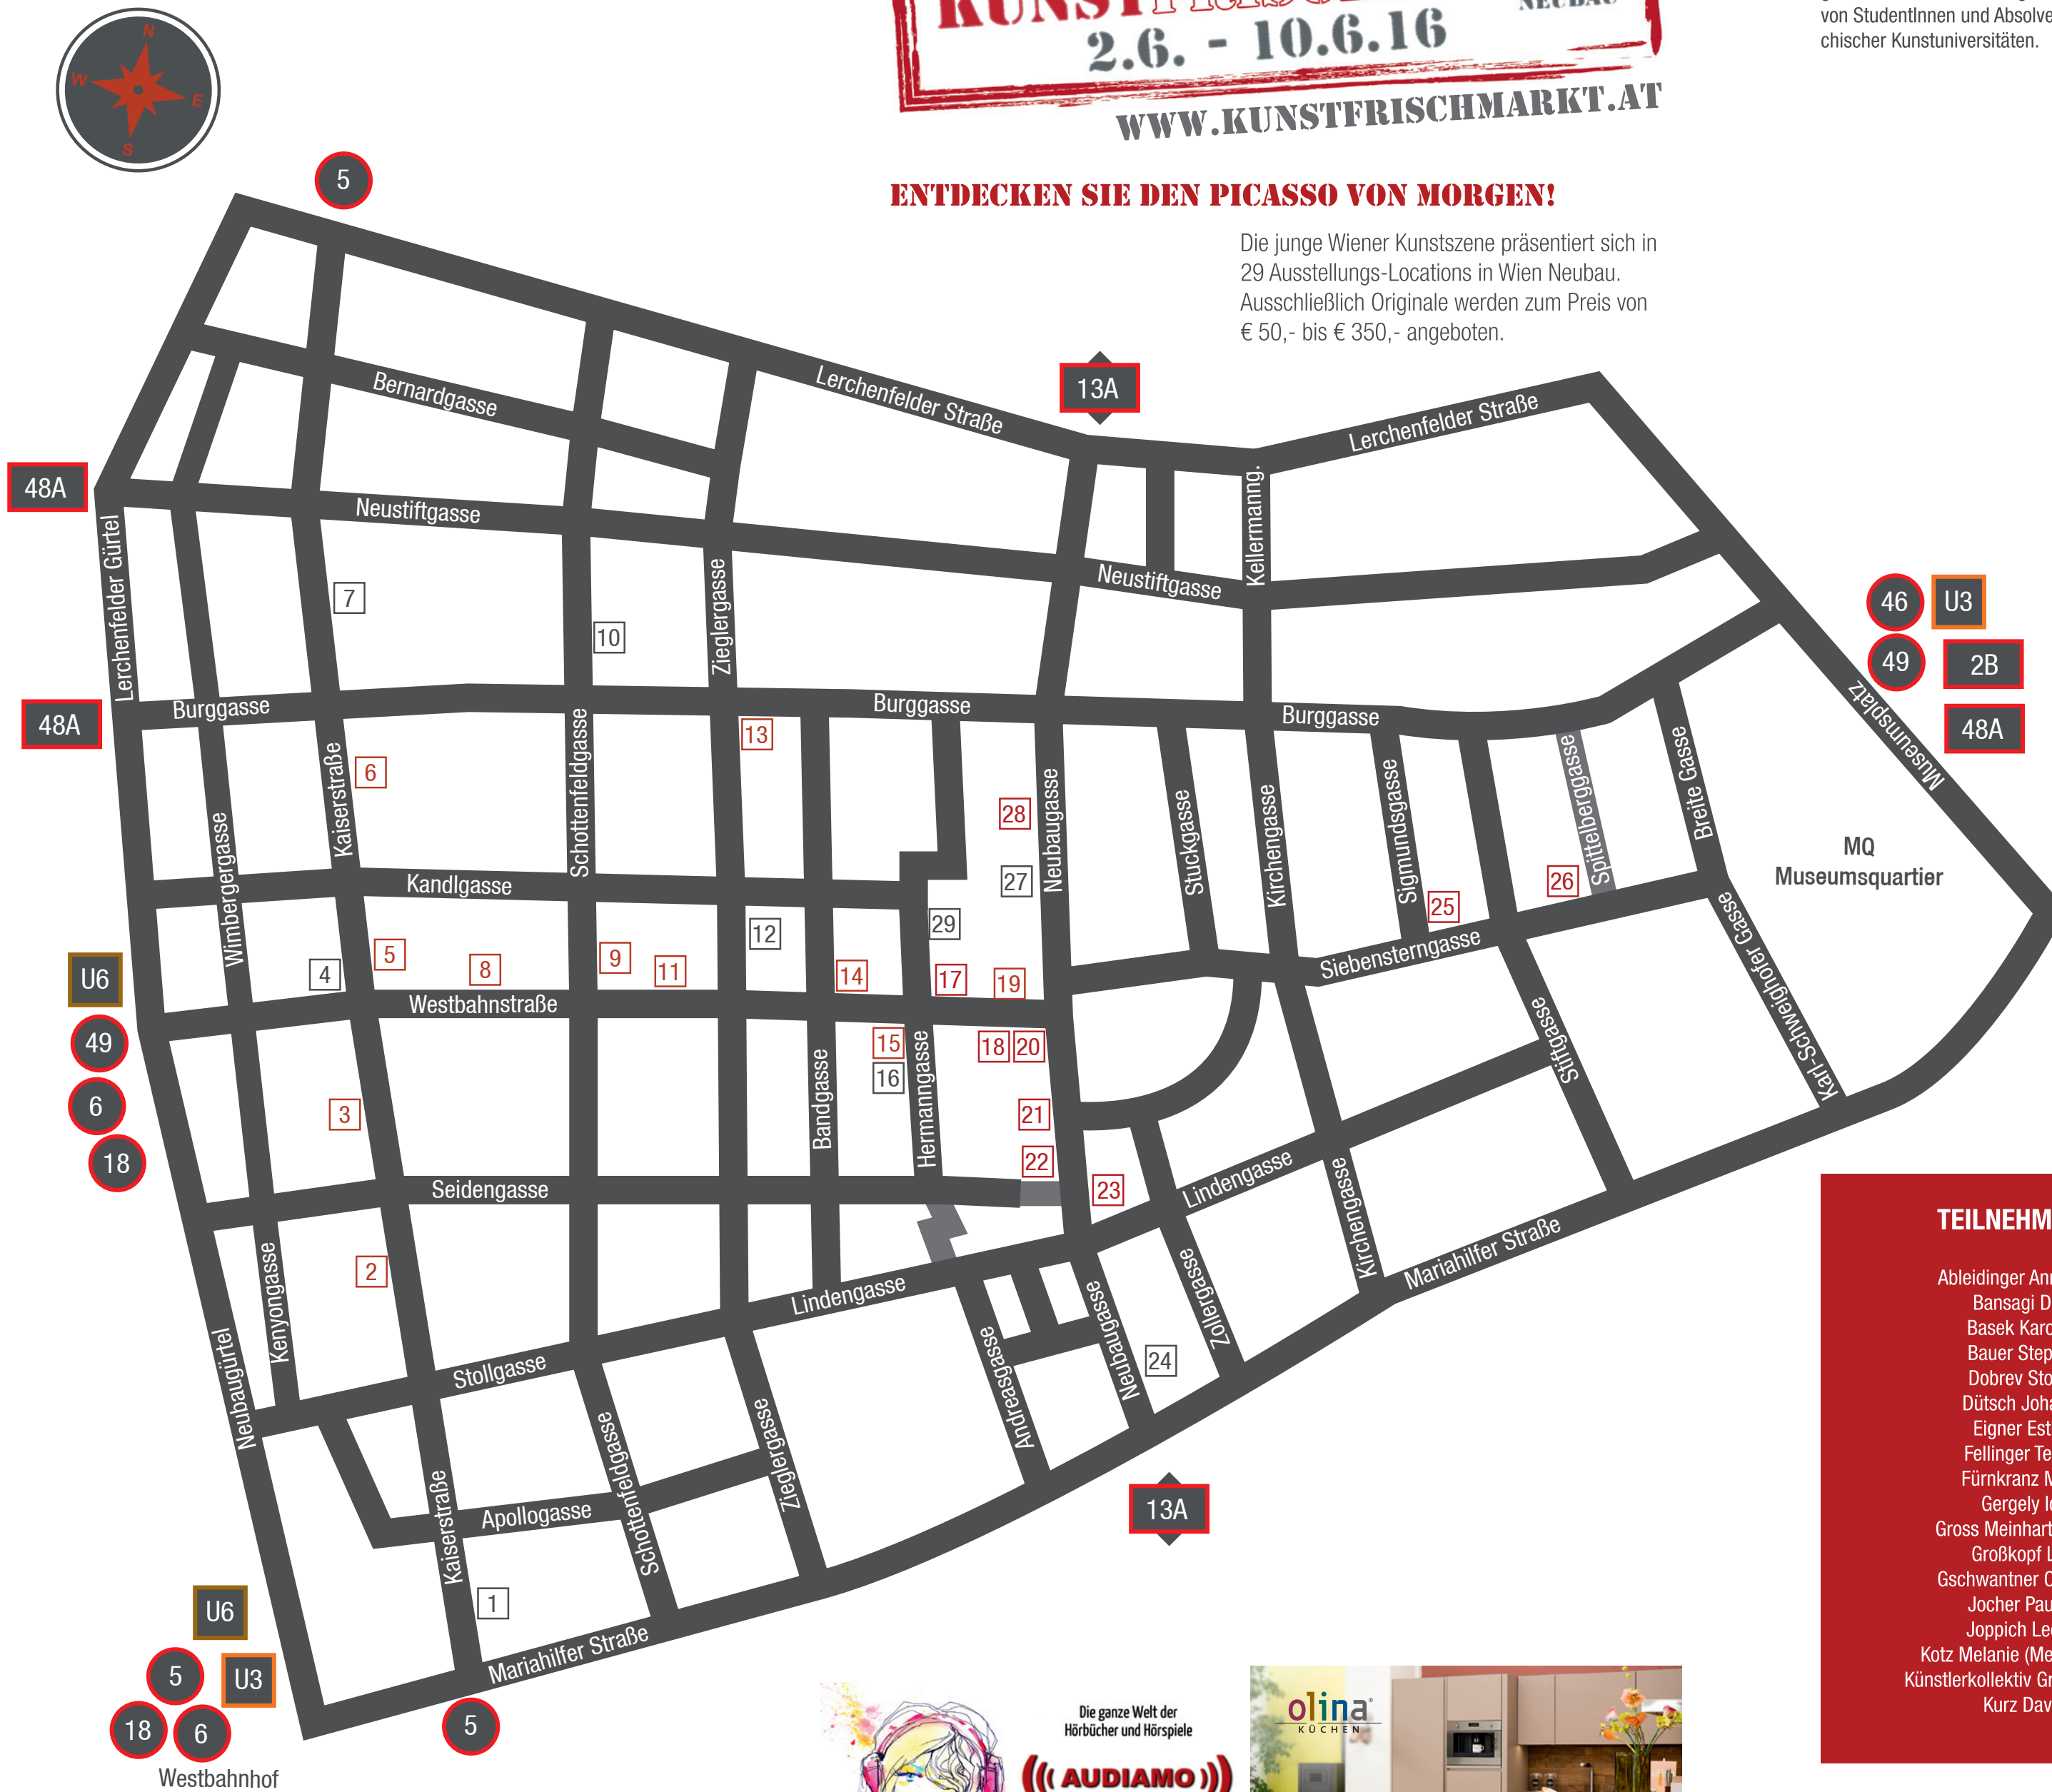 N
W
E
S
KUNST
NEUBAU
2.6. - 10.6.16
WWW.KUNSTFRISCHMARKT.AT
von StudentInnen und Absolve
chischer Kunstuniversitäten.
ENTDECKEN SIE DEN PICASSO VON MORGEN!
Die junge Wiener Kunstszene präsentiert sich in
29 Ausstellungs-Locations in Wien Neubau.
Ausschließlich Originale werden zum Preis von
€ 50,- bis € 350,- angeboten.
5
13A
Lerchenfelder Straße
Lerchenfelder Straße
Bernardgasse
48A
Neustiftgasse
Neustiftgasse
Kellermanng.
Lerchenfelder Gürtel
7
10
Zieglergasse
46
U3
49
2B
48A
Museumsplatz
48A
Burggasse
Burggasse
Burggasse
13
6
Kaiserstraße
Schottenfeldgasse
28
Neubaugasse
Stuckgasse
Kirchengasse
Sigmundsgasse
Spittelberggasse
Breite Gasse
MQ
Museumsquartier
Wimbergergasse
Kandlgasse
27
26
25
29
12
Siebensterngasse
Karl-Schweighofer Gasse
U6
4
5
8
9
11
14
17
19
Westbahnstraße
49
6
18
3
15
16
18
20
Bandgasse
Hermanngasse
21
22
23
Stiftgasse
Seidengasse
Lindengasse
Kirchengasse
Mariahilfer Straße
Kenyongasse
2
Lindengasse
Zollergasse
Neubaugasse
24
Andreasgasse
Neubaugürtel
Stollgasse
Zieglergasse
Schottenfeldgasse
Apollogasse
Kaiserstraße
13A
1
Mariahilfer Straße
U6
5
U3
18
6
5
Westbahnhof
TEILNEHM
Ableidinger Ann
Bansagi D
Basek Karo
Bauer Step
Dobrev Sto
Dütsch Joha
Eigner Est
Fellinger Te
Fürnkranz M
Gergely I
Gross Meinhart
Großkopf L
Gschwantner C
Jocher Pau
Joppich Le
Kotz Melanie (Me
Künstlerkollektiv Gr
Kurz Dav
Die ganze Welt der
Hörbücher und Hörspiele
((( AUDIAMO )))
olina®
KÜCHEN